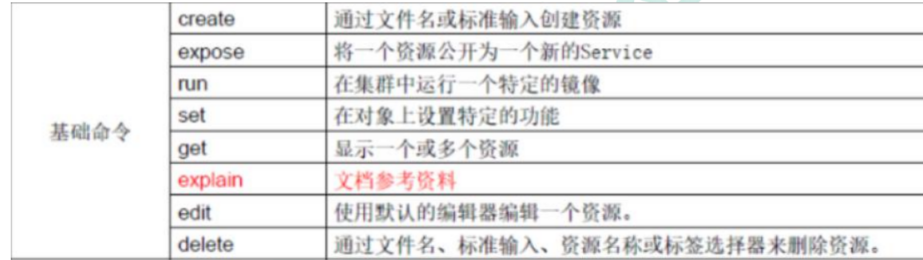 create 通过文件名或标准输入创建资源
expose 将一个资源公开为一个新的Service
run 在集群中运行一个特定的镜像
set 在对象上设置特定的功能
基础命令
get 显示一个或多个资源
explain 文档参考资料
edit 使用默认的编辑器编辑一个资源。
delete 通过文件名、标准输入、资源名称或标签选择器来删除资源。